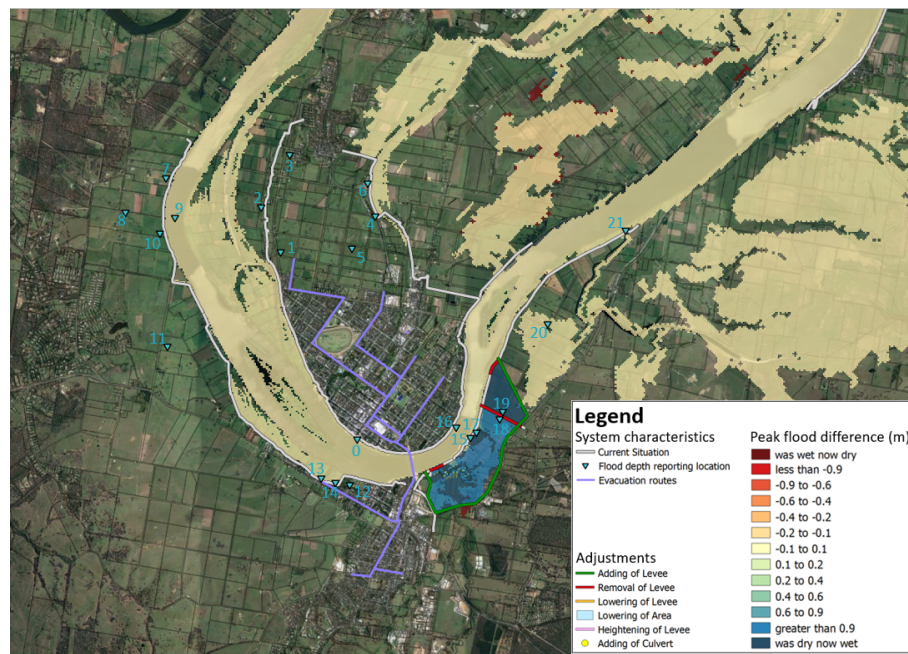 3
7
6
2
8
9
4
21
10
1
5
20
11
19
16
17
18
15
0
13
14
12
Legend
System characteristics
Current Situation
Flood depth reporting location
Evacuation routes
Adjustments
Adding of Levee
Removal of Levee
Lowering of Levee
Lowering of Area
Heightening of Levee
Adding of Culvert
Peak flood difference (m)
was wet now dry
less than -0.9
-0.9 to -0.6
-0.6 to -0.4
-0.4 to -0.2
-0.2 to -0.1
-0.1 to 0.1
0.1 to 0.2
0.2 to 0.4
0.4 to 0.6
0.6 to 0.9
greater than 0.9
was dry now wet